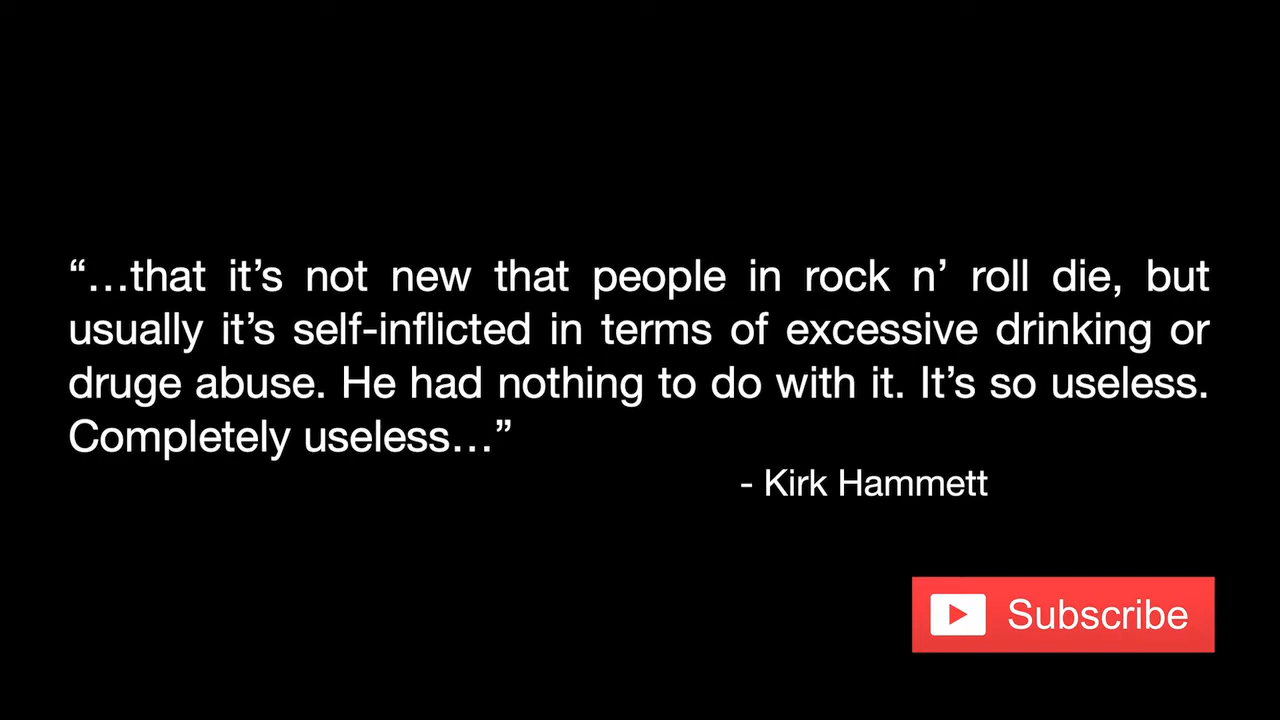 “…that it’s not new that people in rock n’ roll die, but
usually it’s self-inflicted in terms of excessive drinking or
druge abuse. He had nothing to do with it. It’s so useless.
Completely useless…”
- Kirk Hammett
Subscribe